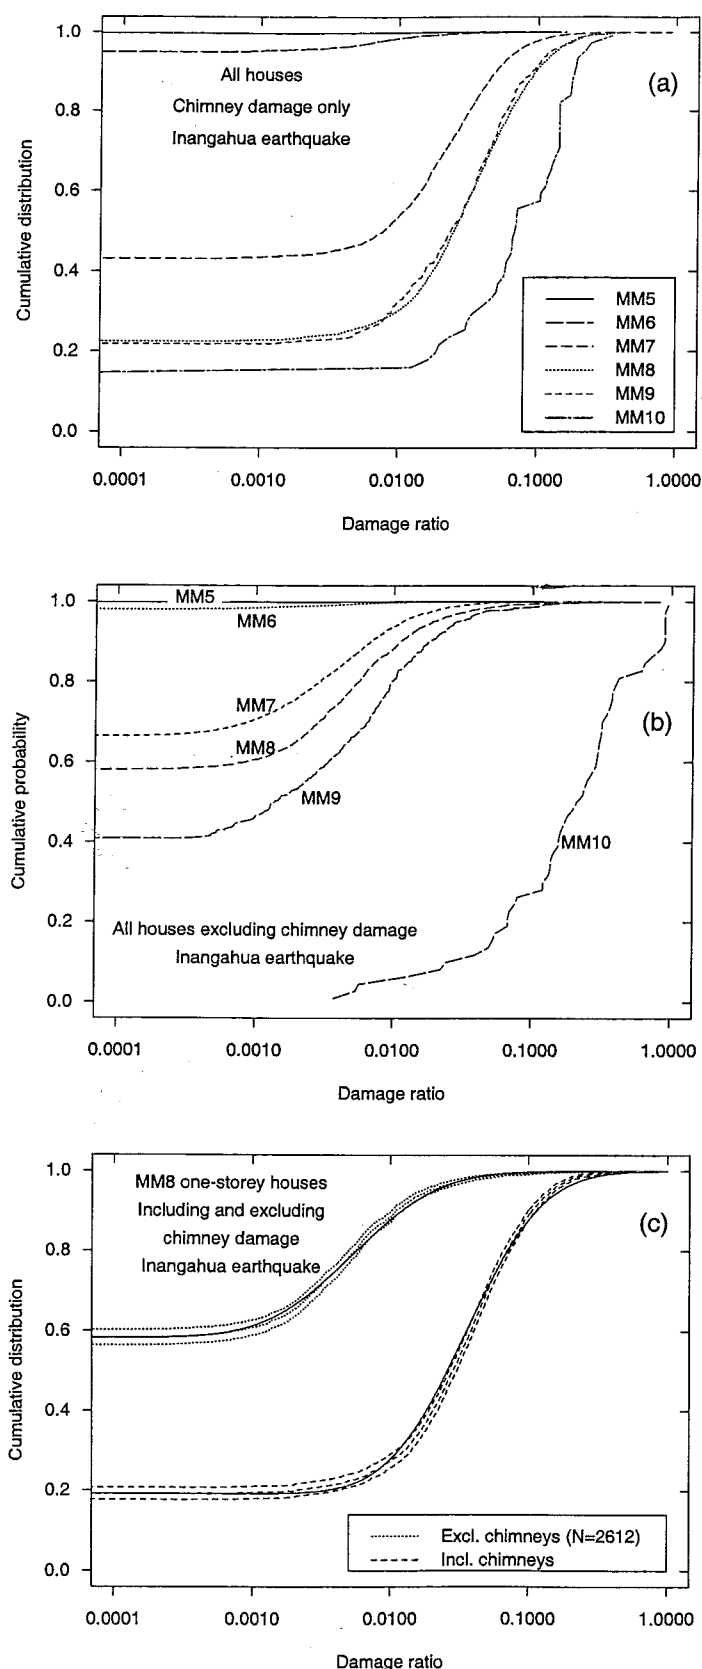 1.0
All houses
(a)
Chimney damage only
0.8
Inangahua earthquake
0.6
Cumulative distribution
0.4
MM5
MM6
MM7
0.2
MM8
MM9
MM10
0.0
0.0001 0.0010 0.0100 0.1000 1.0000
Damage ratio
1.0
MM5
MM6
0.8
(b)
MM7
MM8
0.6
MM9
Cumulative probability
0.4
MM10
0.2
All houses excluding chimney damage
Inangahua earthquake
0.0
0.0001 0.0010 0.0100 0.1000 1.0000
Damage ratio
1.0
MM8 one-storey houses
Including and excluding
(c)
chimney damage
0.8
Inangahua earthquake
0.6
Cumulative distribution
0.4
0.2
Excl. chimneys (N=2612)
Incl. chimneys
0.0
0.0001 0.0010 0.0100 0.1000 1.0000
Damage ratio